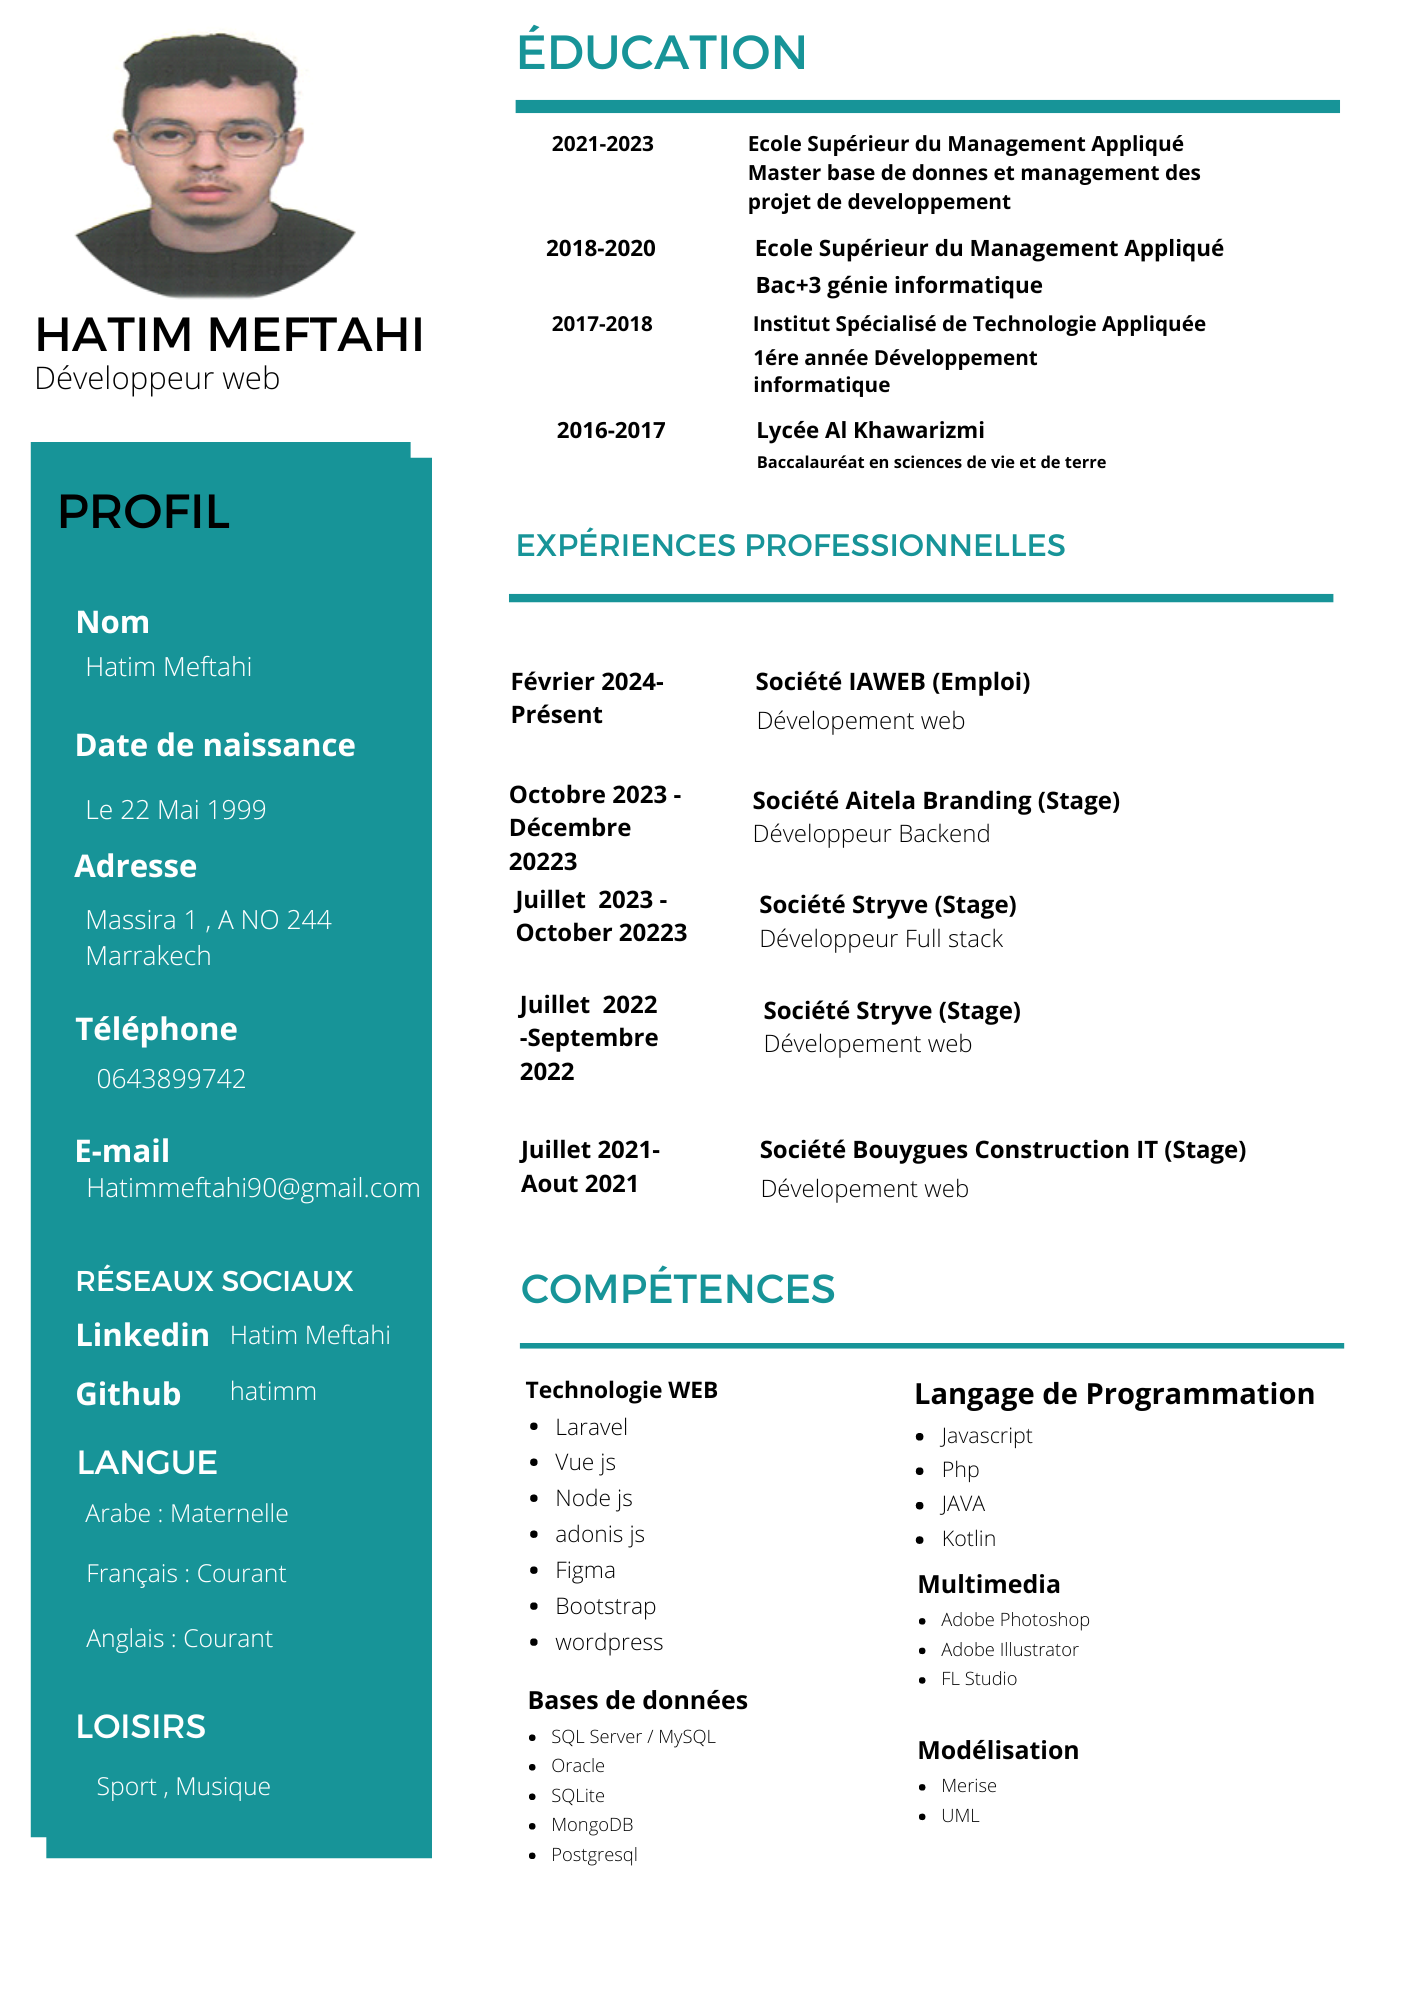 HATIM MEFTAHI
Développeur web
PROFIL
Nom
Hatim Meftahi
Date de naissance
Le 22 Mai 1999
Adresse
Massira 1 , A NO 244
Marrakech
Téléphone
0643899742
E-mail
Hatimmeftahi90@gmail.com
RÉSEAUX SOCIAUX
Linkedin Hatim Meftahi
Github hatimm
LANGUE
Arabe : Maternelle
Français : Courant
Anglais : Courant
LOISIRS
Sport , Musique
ÉDUCATION
2021-2023 Ecole Supérieur du Management Appliqué
Master base de donnes et management des
projet de developpement
2018-2020 Ecole Supérieur du Management Appliqué
Bac+3 génie informatique
2017-2018 Institut Spécialisé de Technologie Appliquée
1ére année Développement
informatique
2016-2017 Lycée Al Khawarizmi
Baccalauréat en sciences de vie et de terre
EXPÉRIENCES PROFESSIONNELLES
Février 2024-
Présent
Société IAWEB (Emploi)
Dévelopement web
Octobre 2023 -
Décembre
20223
Société Aitela Branding (Stage)
Développeur Backend
Juillet  2023 -
October 20223
Société Stryve (Stage)
Développeur Full stack
Juillet  2022
-Septembre
2022
Société Stryve (Stage)
Dévelopement web
Juillet 2021-
Aout 2021
Société Bouygues Construction IT (Stage)
Dévelopement web
COMPÉTENCES
Technologie WEB
• Laravel
• Vue js
• Node js
• adonis js
• Figma
• Bootstrap
• wordpress
Bases de données
• SQL Server / MySQL
• Oracle
• SQLite
• MongoDB
• Postgresql
Langage de Programmation
• Javascript
• Php
• JAVA
• Kotlin
Multimedia
• Adobe Photoshop
• Adobe Illustrator
• FL Studio
Modélisation
• Merise
• UML